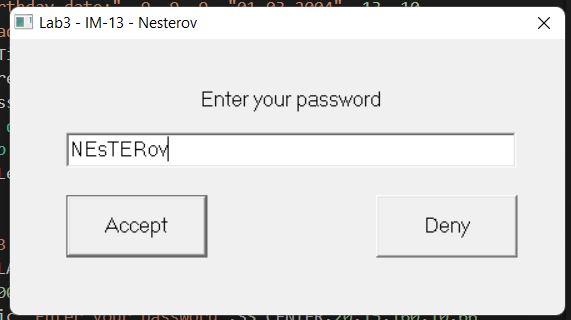 Lab3 - IM-13 - Nesterov
Enter your password
NEsTERov
Accept
Deny